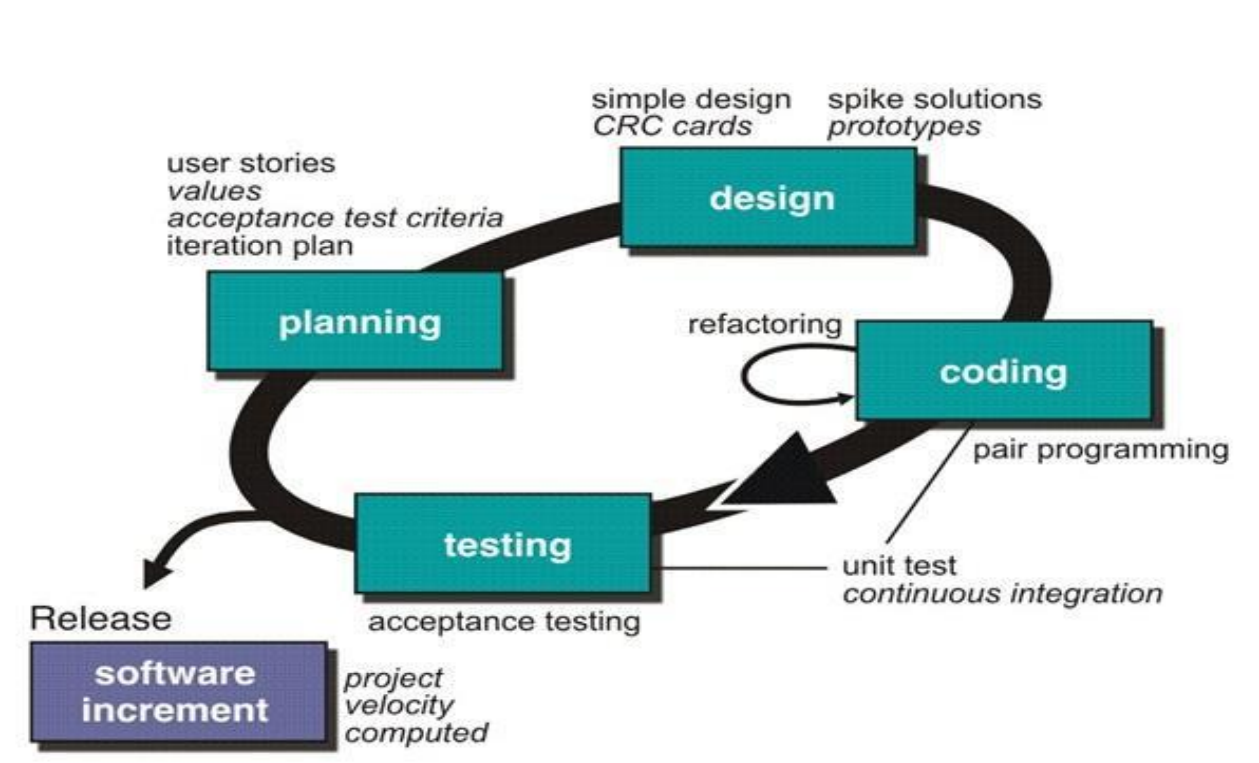 simple design
CRC cards
spike solutions
prototypes
user stories
values
acceptance test criteria
iteration plan
design
planning
refactoring
coding
pair programming
testing
unit test
continuous integration
acceptance testing
Release
software
increment
project
velocity
computed